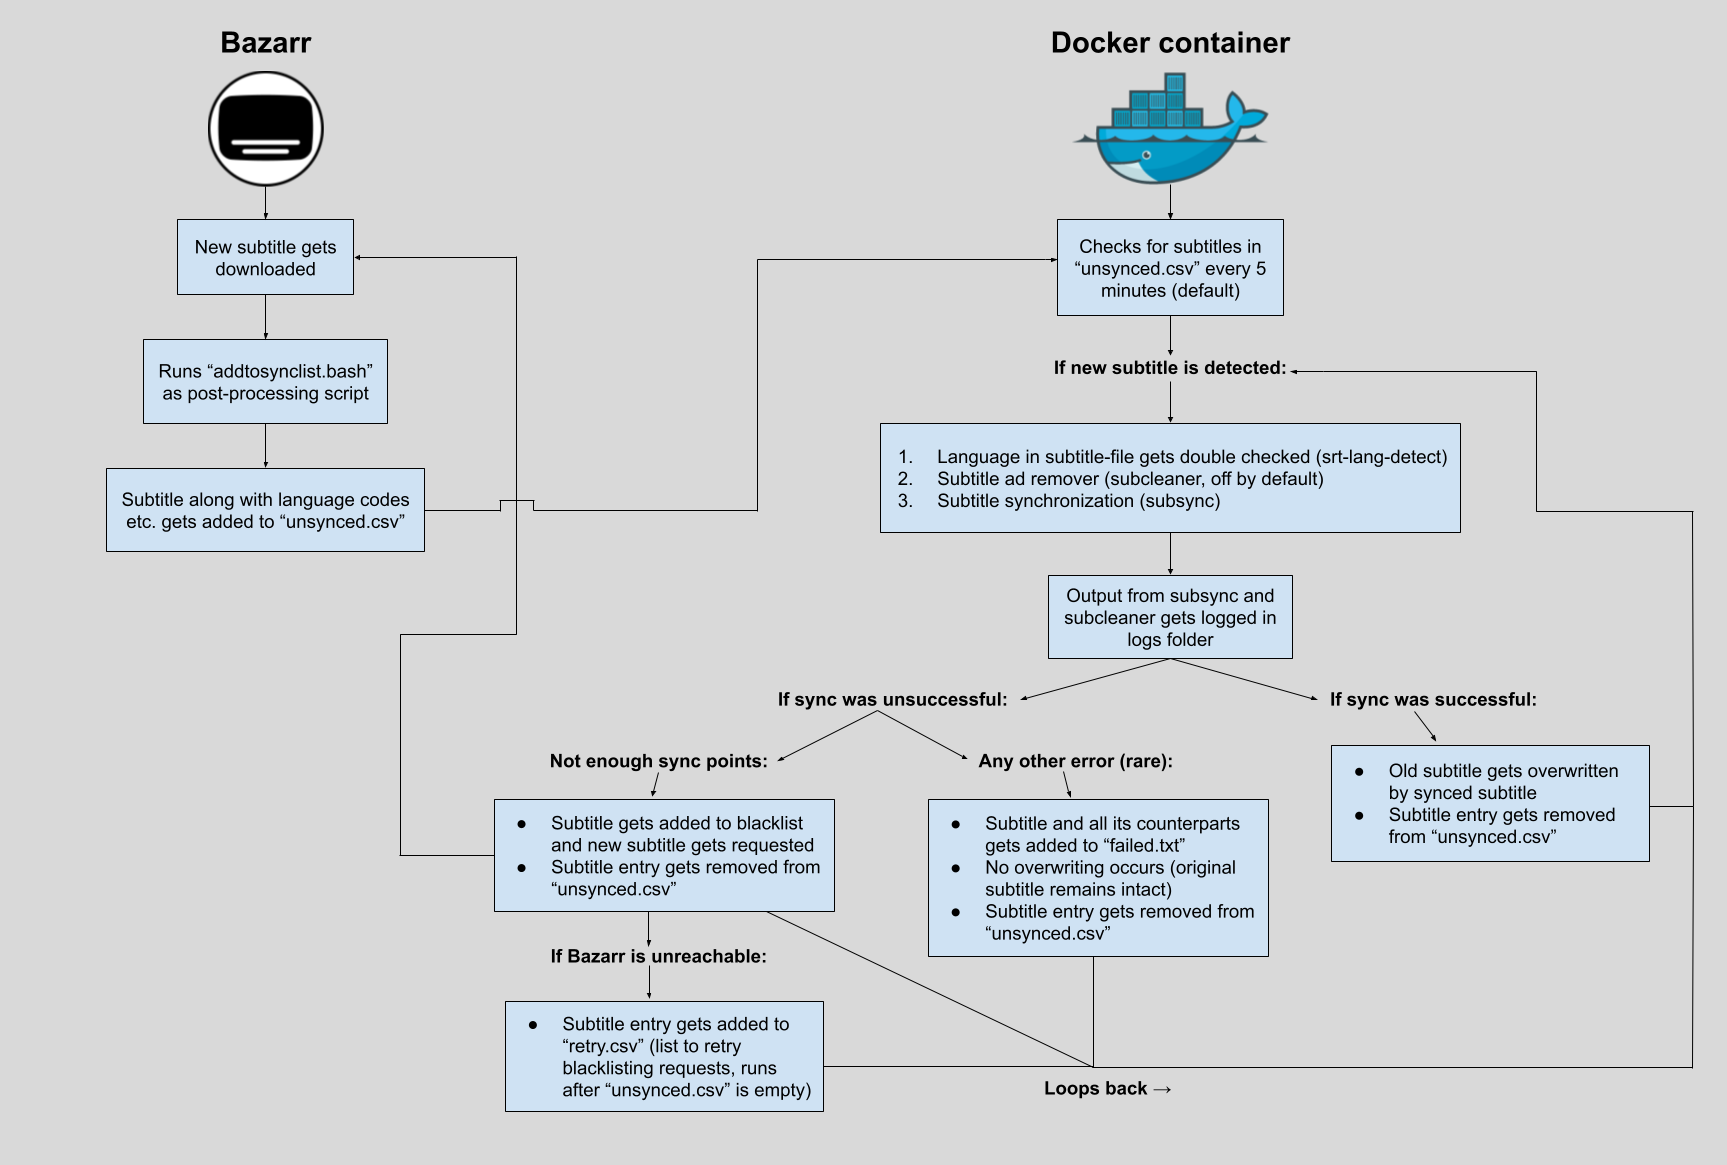 Bazarr
Docker container
New subtitle gets
downloaded
Runs “addtosynclist.bash”
as post-processing script
Subtitle along with language codes
etc. gets added to “unsynced.csv”
Checks for subtitles in
“unsynced.csv” every 5
minutes (default)
If new subtitle is detected:
1. Language in subtitle-file gets double checked (srt-lang-detect)
2. Subtitle ad remover (subcleaner, off by default)
3. Subtitle synchronization (subsync)
Output from subsync and
subcleaner gets logged in
logs folder
If sync was unsuccessful:
If sync was successful:
Not enough sync points:
Any other error (rare):
● Old subtitle gets overwritten
by synced subtitle
● Subtitle entry gets removed
from “unsynced.csv”
● Subtitle gets added to blacklist
and new subtitle gets requested
● Subtitle entry gets removed from
“unsynced.csv”
● Subtitle and all its counterparts
gets added to “failed.txt”
● No overwriting occurs (original
subtitle remains intact)
● Subtitle entry gets removed from
“unsynced.csv”
If Bazarr is unreachable:
● Subtitle entry gets added to
“retry.csv” (list to retry
blacklisting requests, runs
after “unsynced.csv” is empty)
Loops back →